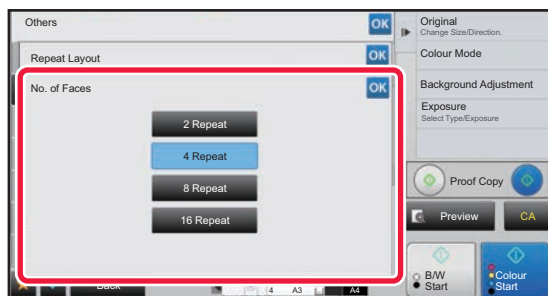 Others
OK
Repeat Layout
OK
No. of Faces
OK
2 Repeat
4 Repeat
8 Repeat
16 Repeat
Original
Change Size/Direction.
Colour Mode
Background Adjustment
Exposure
Select Type/Exposure
Proof Copy
Preview
CA
B/W
Start
Colour
Start
Back
4
A3
A4